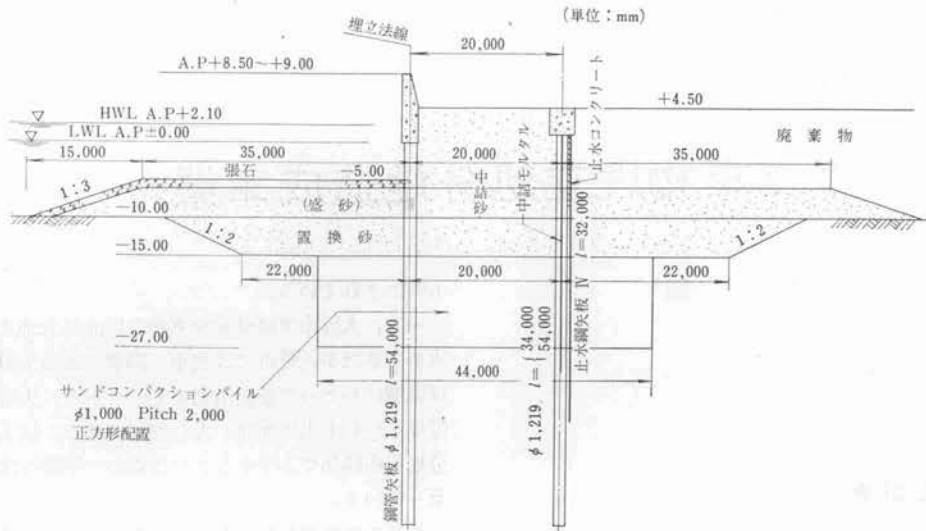 (単位：mm)
埋立法線
20,000
A.P+8.50～+9.00
止水コンクリート
+4.50
HWL A.P+2.10
LWL A.P±0.00
廃棄物
15,000
35,000
20,000
35,000
張石
-5.00
1:3
(盛砂)
中詰砂
中詰モルタル
-10.00
1:2
置換砂
1:2
-15.00
22,000
20,000
22,000
止水鋼矢板 Ⅳ l=32,000
-27.00
44,000
鋼管矢板 φ1,219 l=54,000
φ1,219 l={34,000
54,000
サンドコンパクションパイル
φ1,000 Pitch 2,000
正方形配置